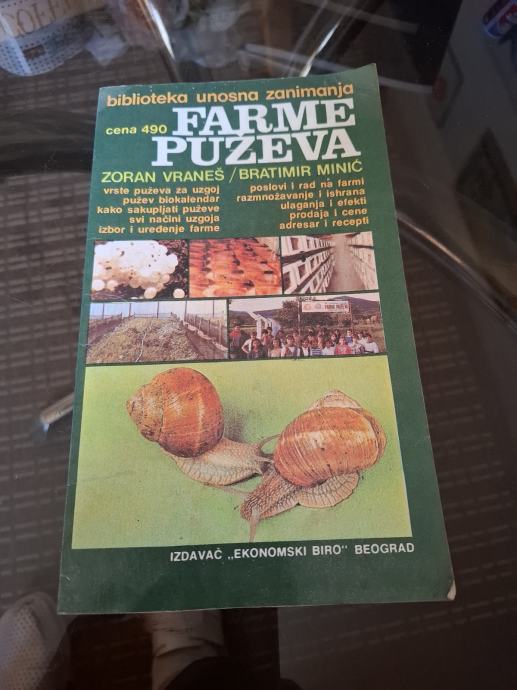 biblioteka unosna zanimanja
cena 490
FARME
PUŽEVA
ZORAN VRANEŠ / BRATIMIR MINIĆ
vrste puževa za uzgoj
pužev biokalendar
kako sakupljati puževe
svi načini uzgoja
izbor i uređenje farme
poslovi i rad na farmi
razmnožavanje i ishrana
ulaganja i efekti
prodaja i cene
adresar i recepti
IZDAVAČ „EKONOMSKI BIRO" BEOGRAD